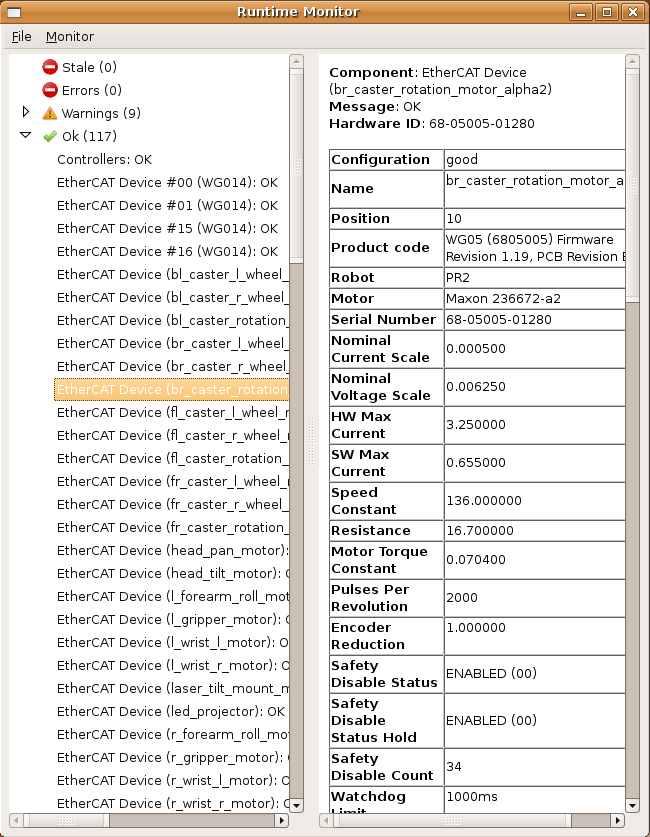 Runtime Monitor
File Monitor
Stale (0)
Errors (0)
Warnings (9)
Ok (117)
Controllers: OK
EtherCAT Device #00 (WG014): OK
EtherCAT Device #01 (WG014): OK
EtherCAT Device #15 (WG014): OK
EtherCAT Device #16 (WG014): OK
EtherCAT Device (bl_caster_l_wheel_
EtherCAT Device (bl_caster_r_wheel_
EtherCAT Device (bl_caster_rotation_
EtherCAT Device (br_caster_l_wheel_
EtherCAT Device (br_caster_r_wheel_
EtherCAT Device (br_caster_rotation
EtherCAT Device (fl_caster_l_wheel_r
EtherCAT Device (fl_caster_r_wheel_
EtherCAT Device (fl_caster_rotation_
EtherCAT Device (fr_caster_l_wheel_
EtherCAT Device (fr_caster_r_wheel_
EtherCAT Device (fr_caster_rotation_
EtherCAT Device (head_pan_motor):
EtherCAT Device (head_tilt_motor):
EtherCAT Device (l_forearm_roll_mot
EtherCAT Device (l_gripper_motor):
EtherCAT Device (l_wrist_l_motor): O
EtherCAT Device (l_wrist_r_motor): O
EtherCAT Device (laser_tilt_mount_m
EtherCAT Device (led_projector): OK
EtherCAT Device (r_forearm_roll_mot
EtherCAT Device (r_gripper_motor):
EtherCAT Device (r_wrist_l_motor):
EtherCAT Device (r_wrist_r_motor):
Component: EtherCAT Device
(br_caster_rotation_motor_alpha2)
Message: OK
Hardware ID: 68-05005-01280
Configuration good
Name br_caster_rotation_motor_a
Position 10
Product code WG05 (6805005) Firmware
Revision 1.19, PCB Revision
Robot PR2
Motor Maxon 236672-a2
Serial Number 68-05005-01280
Nominal
Current Scale 0.000500
Nominal
Voltage Scale 0.006250
HW Max
Current 3.250000
SW Max
Current 0.655000
Speed
Constant 136.000000
Resistance 16.700000
Motor Torque
Constant 0.070400
Pulses Per
Revolution 2000
Encoder
Reduction 1.000000
Safety
Disable Status ENABLED (00)
Safety
Disable
Status Hold ENABLED (00)
Safety
Disable Count 34
Watchdog 1000ms
Limit